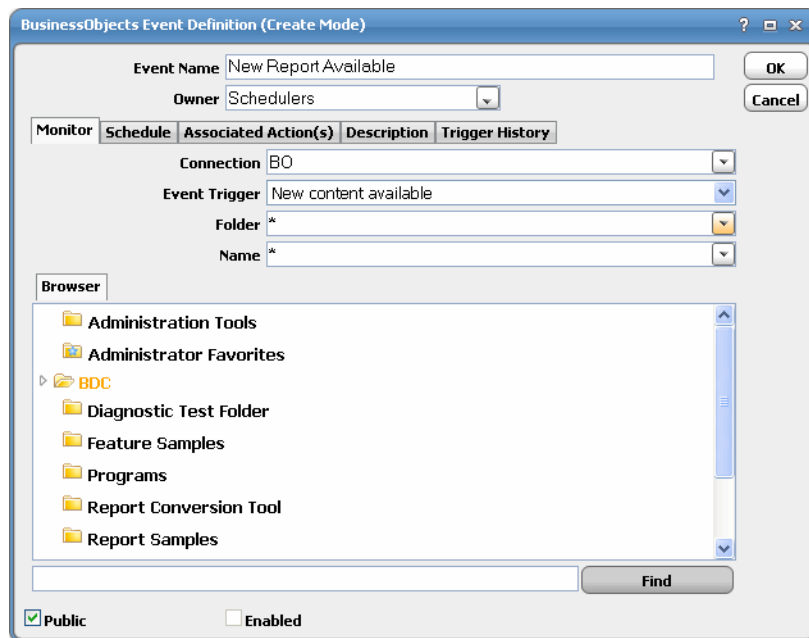 BusinessObjects Event Definition (Create Mode) ?
Event Name New Report Available OK
Owner Schedulers Cancel
Monitor Schedule Associated Action(s) Description Trigger History
Connection BO
Event Trigger New content available
Folder *
Name *
Browser
Administration Tools
Administrator Favorites
BDC
Diagnostic Test Folder
Feature Samples
Programs
Report Conversion Tool
Report Samples
Find
Public Enabled